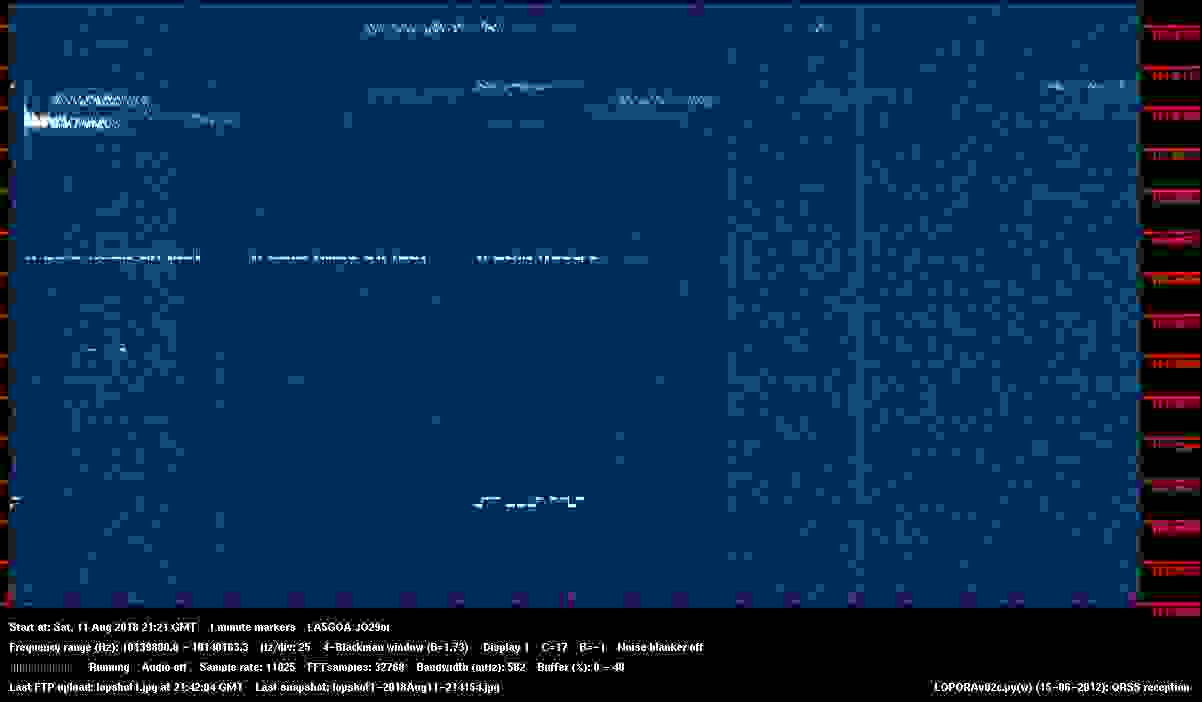 Start at: Sat, 11 Aug 2018 21:21 GMT 1 minute markers LA5GOA JO29nr
Frequency range (Hz): 10139800.0 - 10140163.3 Hz/div: 25 4-Blackman window (B=1.73) Display 1 C=17 B=-1 Noise blanker off
Running Audio off Sample rate: 11025 FFTsamples: 32768 Bandwidth (mHz): 582 Buffer (%): 0 - 40
Last FTP upload: lopshot1.jpg at 21:42:04 GMT Last snapshot: lopshot1-2018Aug11-214154.jpg
LOPORAv02c.py(w) (15-06-2012): QRSS reception